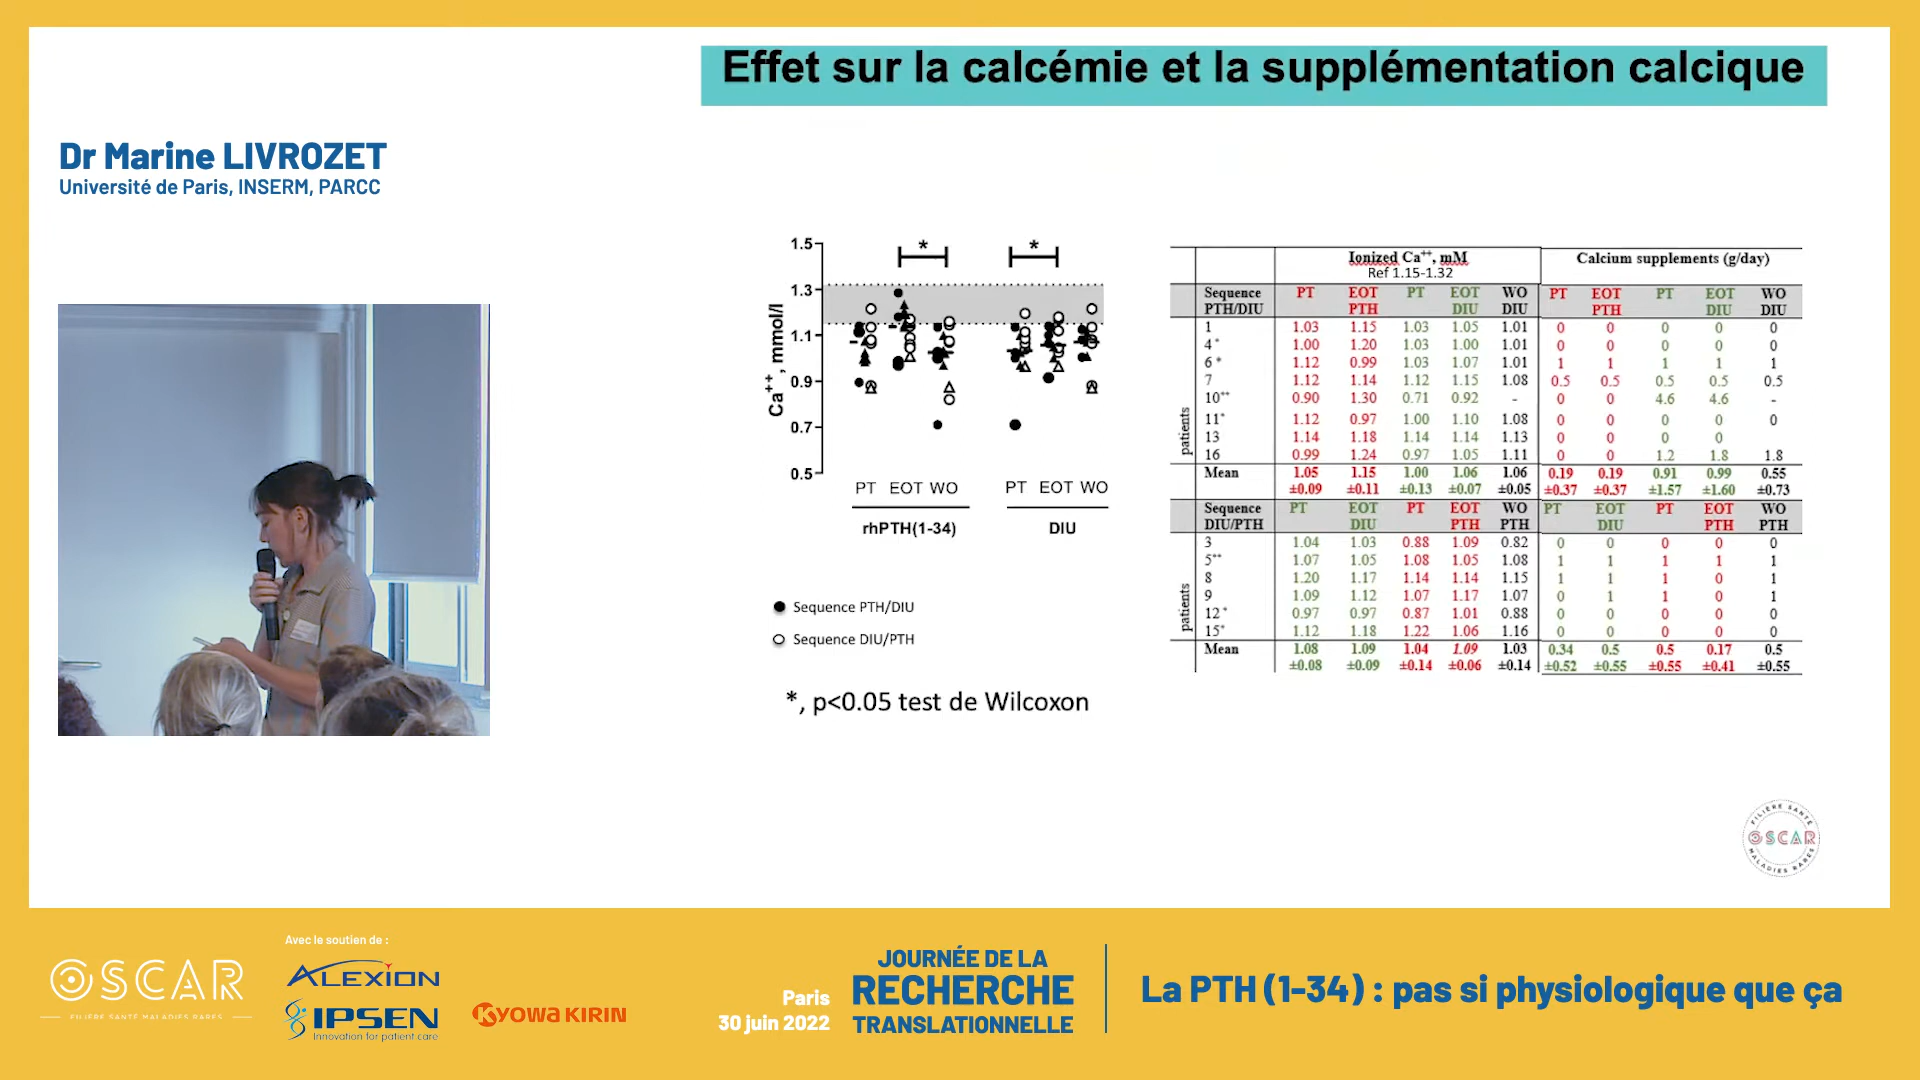 Effet sur la calcémie et la supplémentation calcique
Dr Marine LIVROZET
Université de Paris, INSERM, PARCC
Ca++, mmol/l
1.5
1.3
1.1
0.9
0.7
0.5
* *
PT EOT WO PT EOT WO
rhPTH(1-34) DIU
Sequence PTH/DIU
Sequence DIU/PTH
*, p<0.05 test de Wilcoxon
Ionized Ca++, mM Calcium supplements (g/day)
Ref 1.15-1.32
Sequence PT EOT PT EOT WO PT EOT PT EOT WO
PTH/DIU PTH DIU DIU PTH DIU DIU
patients
1 1.03 1.15 1.03 1.05 1.01 0 0 0 0 0
4* 1.00 1.20 1.03 1.00 1.01 0 0 0 0 0
6* 1.12 0.99 1.03 1.07 1.01 1 1 1 1 1
7 1.12 1.14 1.12 1.15 1.08 0.5 0.5 0.5 0.5 0.5
10** 0.90 1.30 0.71 0.92 - 0 0 4.6 4.6 -
11* 1.12 0.97 1.00 1.10 1.08 0 0 0 0 0
13 1.14 1.18 1.14 1.14 1.13 0 0 0 0
16 0.99 1.24 0.97 1.05 1.11 0 0 1.2 1.8 1.8
Mean 1.05 1.15 1.00 1.06 1.06 0.19 0.19 0.91 0.99 0.55
±0.09 ±0.11 ±0.13 ±0.07 ±0.05 ±0.37 ±0.37 ±1.57 ±1.60 ±0.73
Sequence PT EOT PT EOT WO PT EOT PT EOT WO
DIU/PTH DIU PTH PTH DIU PTH PTH
patients
3 1.04 1.03 0.88 1.09 0.82 0 0 0 0 0
5** 1.07 1.05 1.08 1.05 1.08 1 1 1 1 1
8 1.20 1.17 1.14 1.14 1.15 1 1 1 0 1
9 1.09 1.12 1.07 1.17 1.07 0 1 1 0 1
12* 0.97 0.97 0.87 1.01 0.88 0 0 0 0 0
15* 1.12 1.18 1.22 1.06 1.16 0 0 0 0 0
Mean 1.08 1.09 1.04 1.09 1.03 0.34 0.5 0.5 0.17 0.5
±0.08 ±0.09 ±0.14 ±0.06 ±0.14 ±0.52 ±0.55 ±0.55 ±0.41 ±0.55
FILIÈRE SANTÉ
OSCAR
MALADIES RARES
OSCAR
FILIÈRE SANTÉ MALADIES RARES
Avec le soutien de :
ALEXION
IPSEN
Innovation for patient care
KYOWA KIRIN
Paris
30 juin 2022
JOURNÉE DE LA
RECHERCHE
TRANSLATIONNELLE
La PTH (1-34) : pas si physiologique que ça